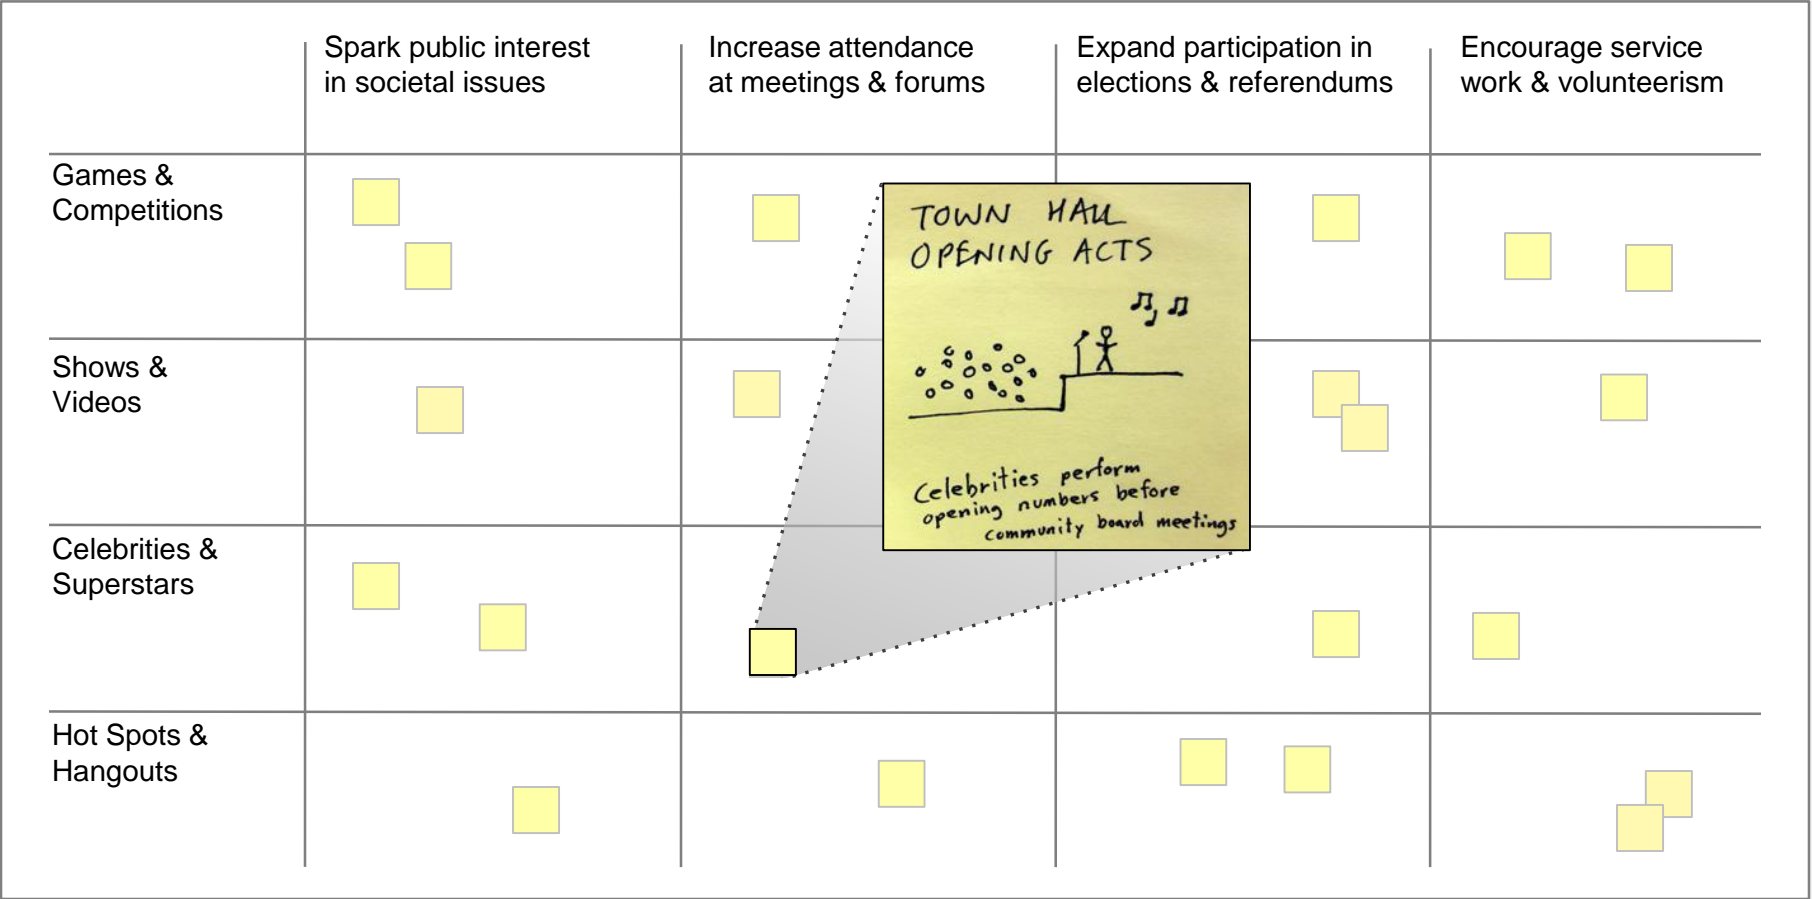 Spark public interest
in societal issues
Increase attendance
at meetings & forums
Expand participation in
elections & referendums
Encourage service
work & volunteerism
Games &
Competitions
TOWN HALL
OPENING ACTS
Celebrities perform
opening numbers before
community board meetings
Shows &
Videos
Celebrities &
Superstars
Hot Spots &
Hangouts